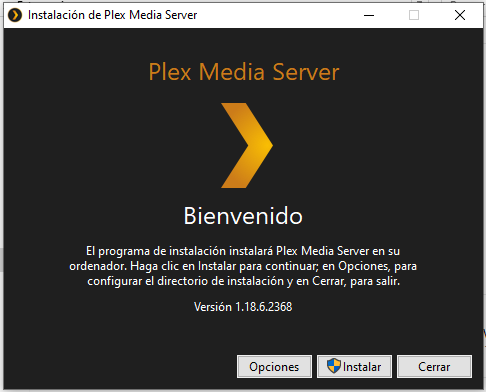 Instalación de Plex Media Server
Plex Media Server
Bienvenido
El programa de instalación instalará Plex Media Server en su
ordenador. Haga clic en Instalar para continuar; en Opciones, para
configurar el directorio de instalación y en Cerrar, para salir.
Versión 1.18.6.2368
Opciones
Instalar
Cerrar